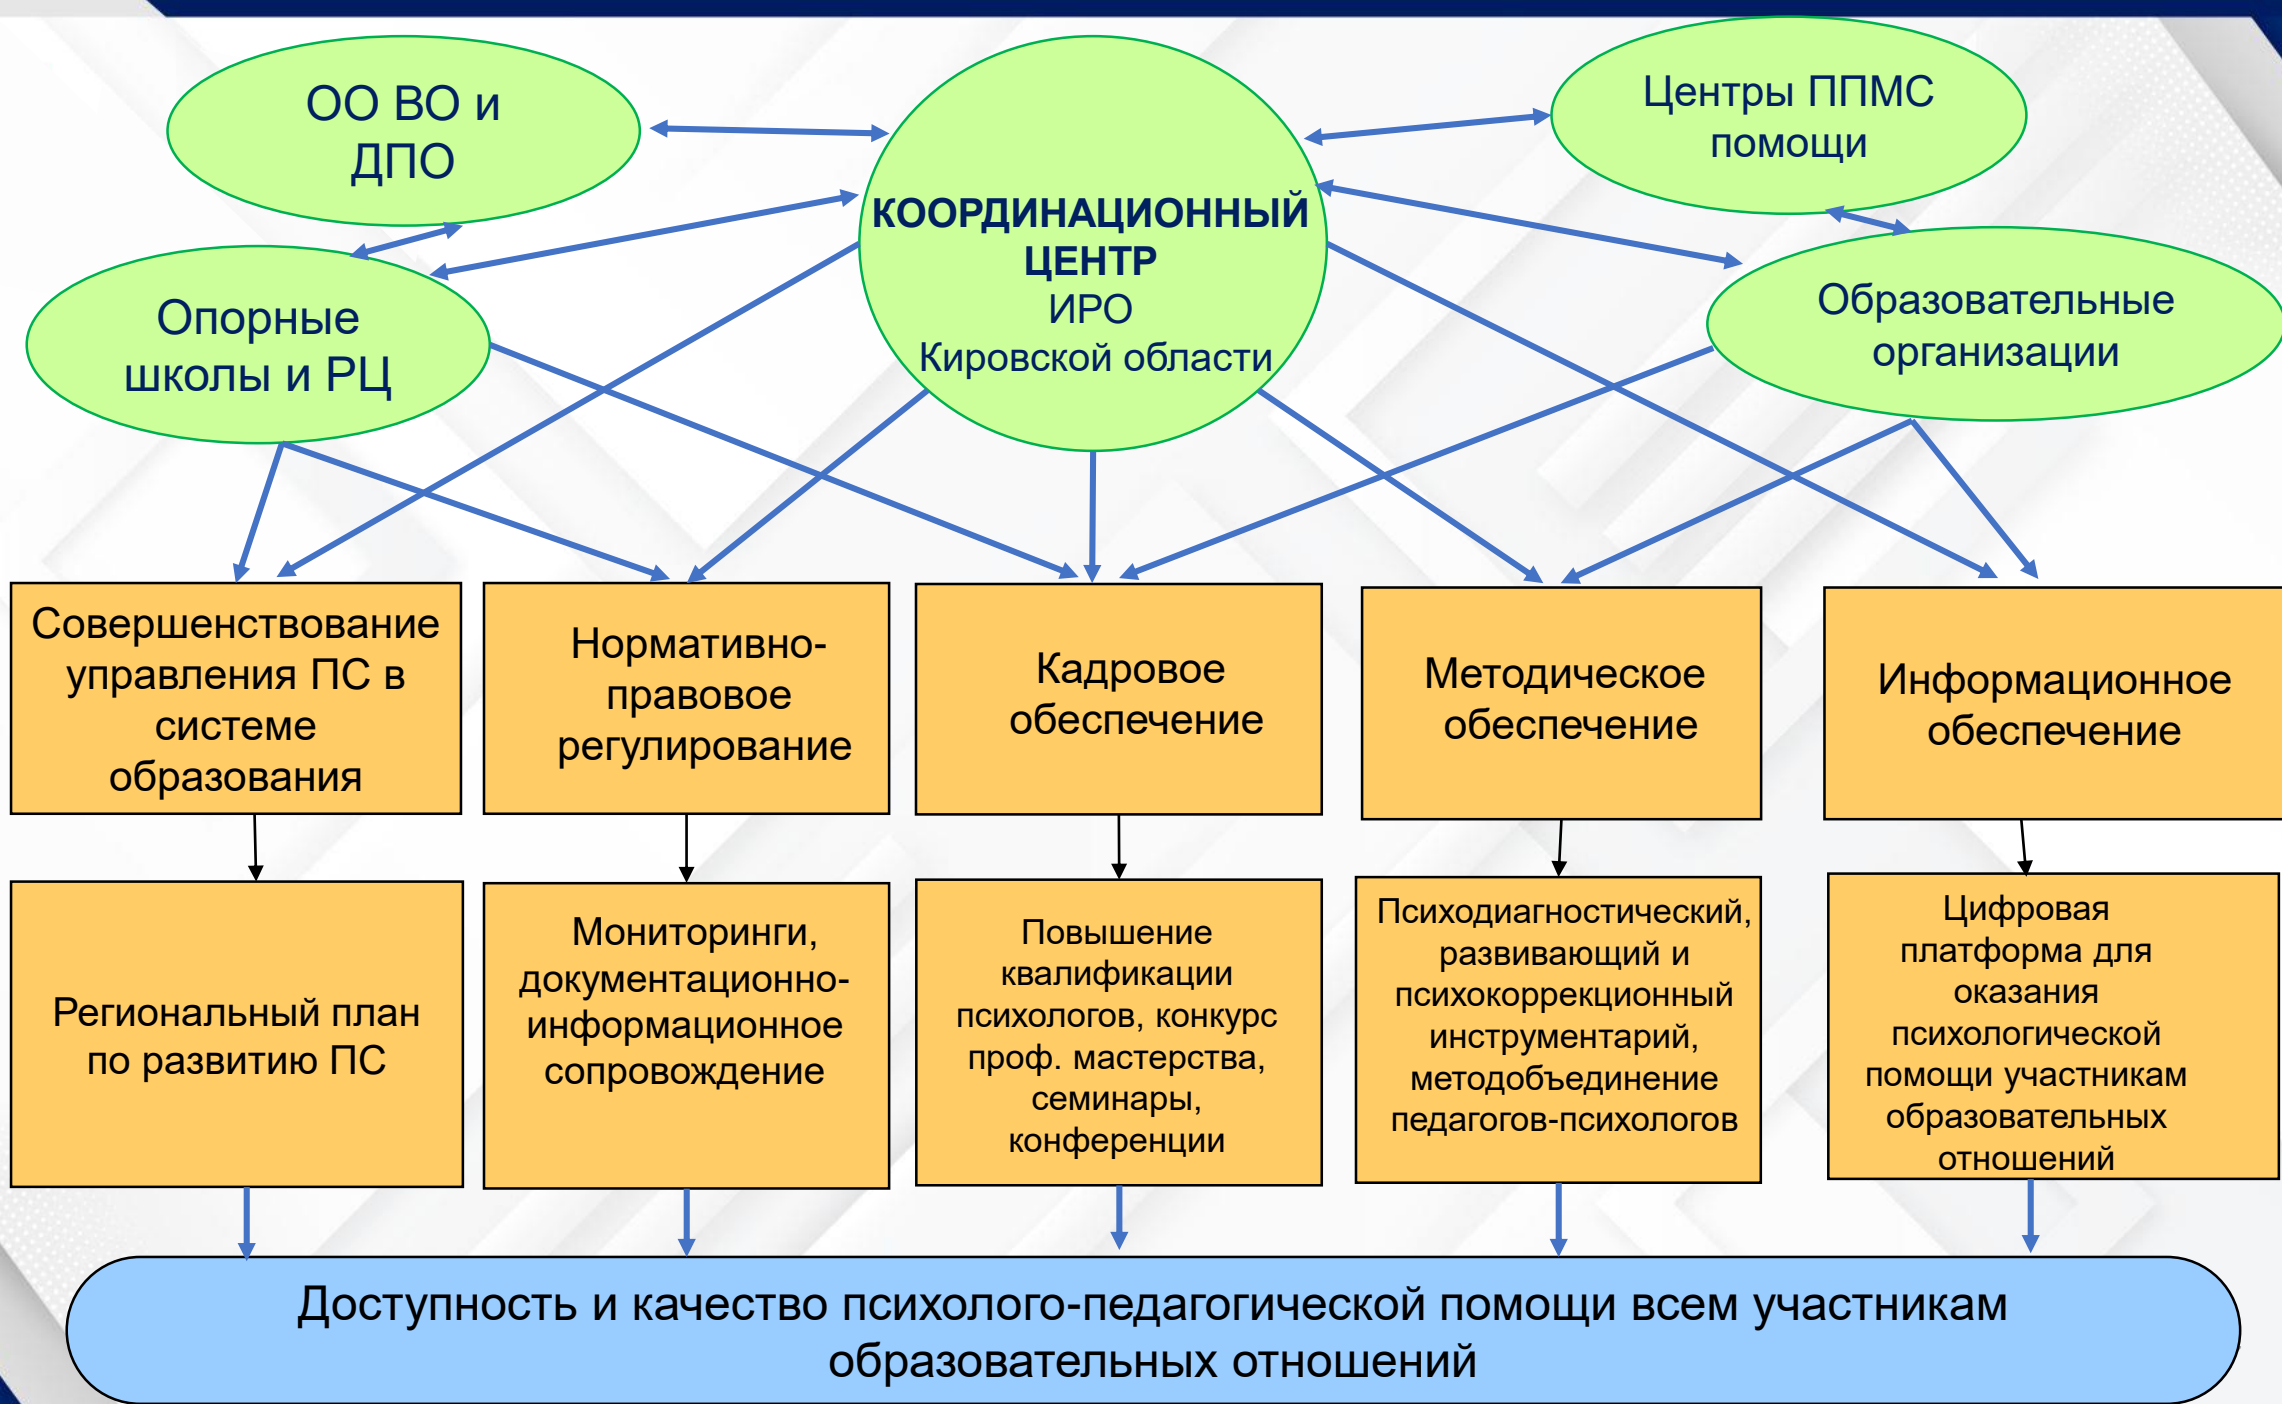 ОО ВО и
ДПО
КООРДИНАЦИОННЫЙ
ЦЕНТР
ИРО
Кировской области
Центры ППМС
помощи
Опорные
школы и РЦ
Образовательные
организации
Совершенствование
управления ПС в
системе
образования
Нормативно-
правовое
регулирование
Кадровое
обеспечение
Методическое
обеспечение
Информационное
обеспечение
Региональный план
по развитию ПС
Мониторинги,
документационно-
информационное
сопровождение
Повышение
квалификации
психологов, конкурс
проф. мастерства,
семинары,
конференции
Психодиагностический,
развивающий и
психокоррекционный
инструментарий,
методобъединение
педагогов-психологов
Цифровая
платформа для
оказания
психологической
помощи участникам
образовательных
отношений
Доступность и качество психолого-педагогической помощи всем участникам
образовательных отношений